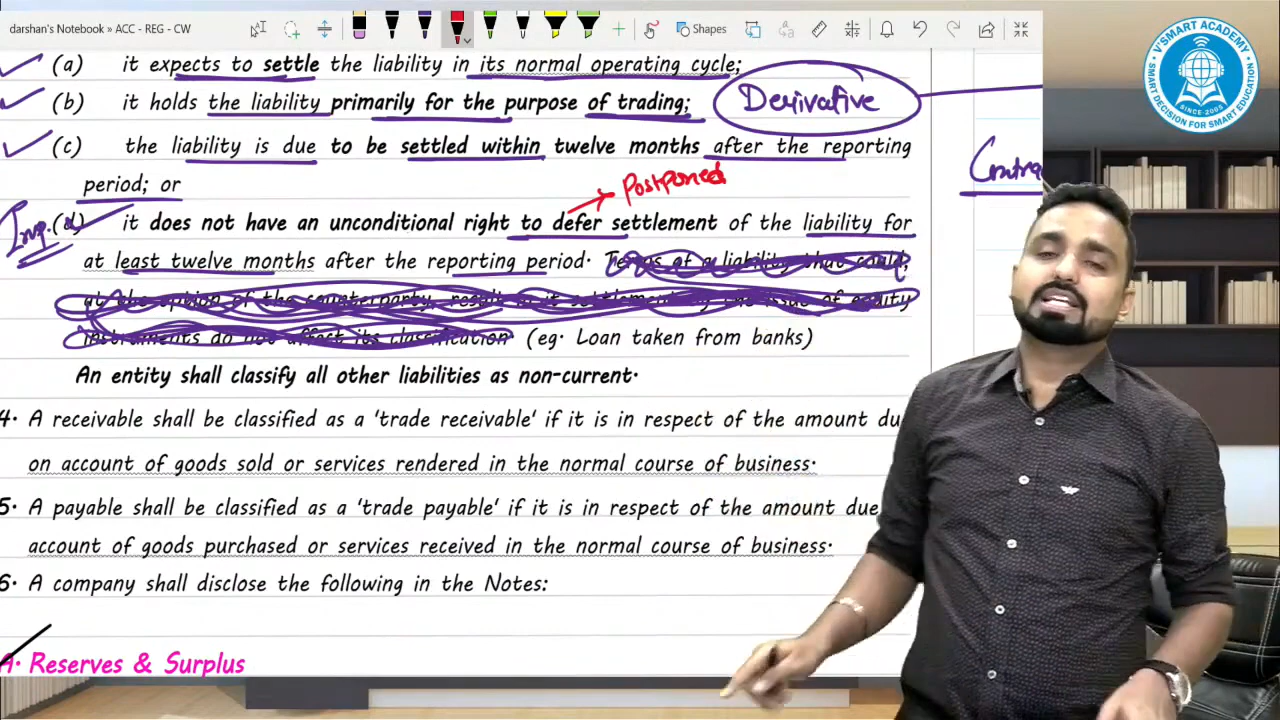 darshan's Notebook » ACC - REG - CW
Shapes
V'SMART ACADEMY
SINCE-2005
SMART DECISION FOR SMART EDUCATION
(a) it expects to settle the liability in its normal operating cycle;
(b) it holds the liability primarily for the purpose of trading;
Derivative
(c) the liability is due to be settled within twelve months after the reporting
period; or
Postponed
Imp.
(d) it does not have an unconditional right to defer settlement of the liability for
at least twelve months after the reporting period. Terms of a liability that could,
at the option of the counterparty, result in it settlement by the issue of equity
instruments do not affect its classification (eg. Loan taken from banks)
An entity shall classify all other liabilities as non-current.
4. A receivable shall be classified as a 'trade receivable' if it is in respect of the amount du
on account of goods sold or services rendered in the normal course of business.
5. A payable shall be classified as a 'trade payable' if it is in respect of the amount due
account of goods purchased or services received in the normal course of business.
6. A company shall disclose the following in the Notes:
A. Reserves & Surplus